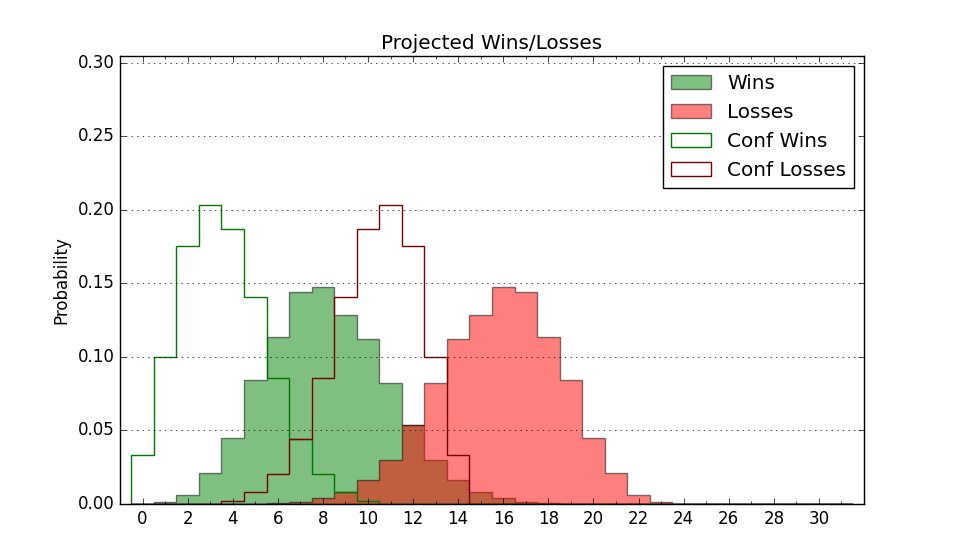 Projected Wins/Losses
0.30
0.25
0.20
0.15
0.10
0.05
0.00
Probability
Wins
Losses
Conf Wins
Conf Losses
0 2 4 6 8 10 12 14 16 18 20 22 24 26 28 30